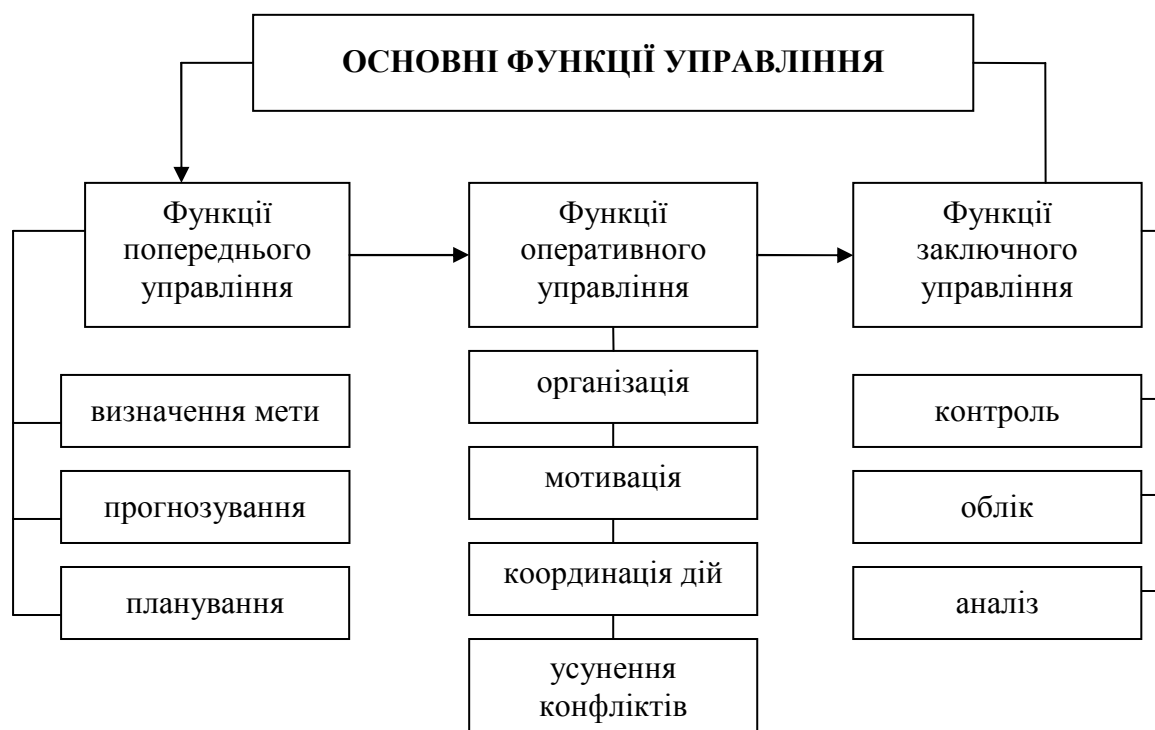 ОСНОВНІ ФУНКЦІЇ УПРАВЛІННЯ
Функції
попереднього
управління
Функції
оперативного
управління
Функції
заключного
управління
визначення мети
прогнозування
планування
організація
мотивація
координація дій
усунення
конфліктів
контроль
облік
аналіз